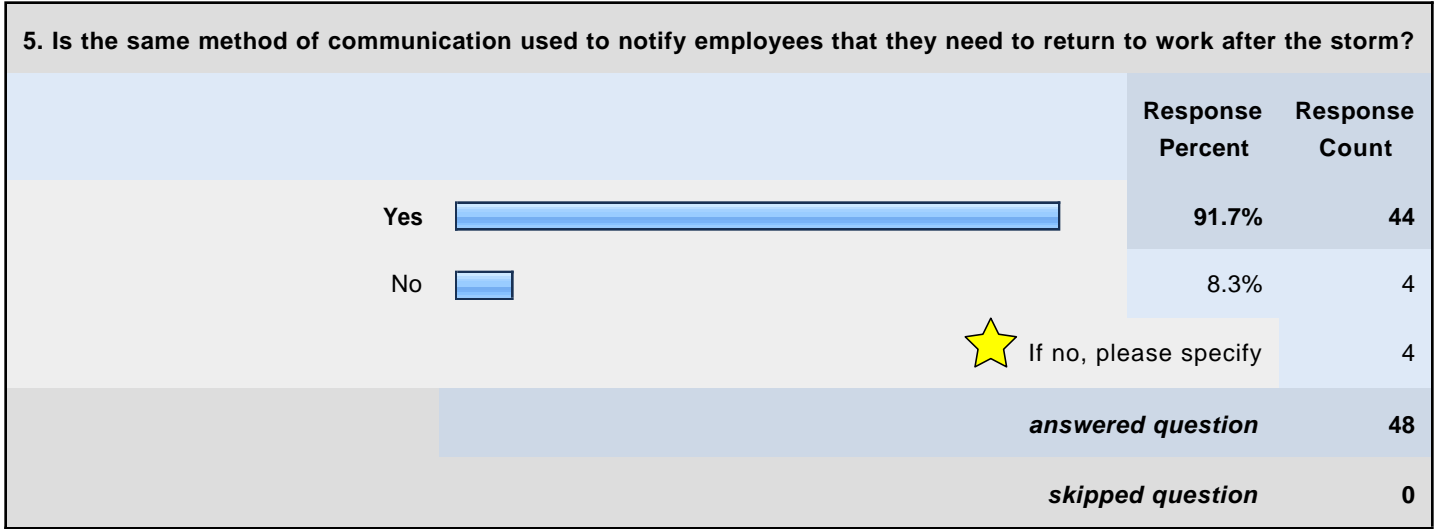 5. Is the same method of communication used to notify employees that they need to return to work after the storm?
Response Percent Response Count
Yes 91.7% 44
No 8.3% 4
If no, please specify 4
answered question 48
skipped question 0